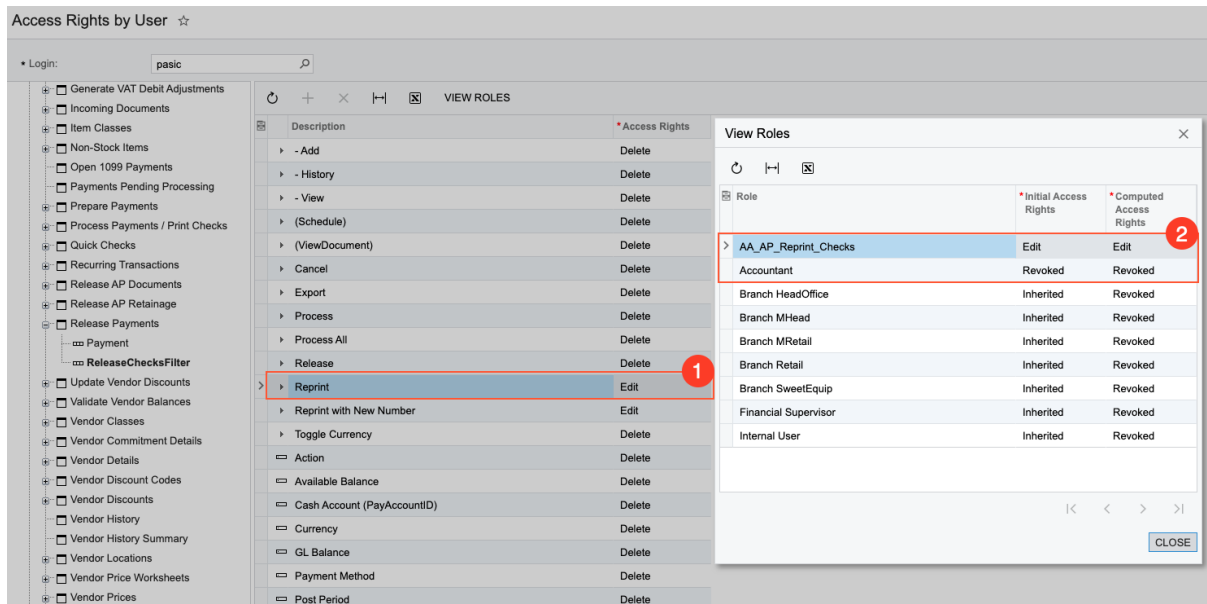 Access Rights by User ☆
* Login: pasic
Generate VAT Debit Adjustments
Incoming Documents
Item Classes
Non-Stock Items
Open 1099 Payments
Payments Pending Processing
Prepare Payments
Process Payments / Print Checks
Quick Checks
Recurring Transactions
Release AP Documents
Release AP Retainage
Release Payments
Payment
ReleaseChecksFilter
Update Vendor Discounts
Validate Vendor Balances
Vendor Classes
Vendor Commitment Details
Vendor Details
Vendor Discount Codes
Vendor Discounts
Vendor History
Vendor History Summary
Vendor Locations
Vendor Price Worksheets
Vendor Prices
VIEW ROLES
Description * Access Rights
- Add Delete
- History Delete
- View Delete
(Schedule) Delete
(ViewDocument) Delete
Cancel Delete
Export Delete
Process Delete
Process All Delete
Release Delete
1
Reprint Edit
Reprint with New Number Edit
Toggle Currency Delete
Action Delete
Available Balance Delete
Cash Account (PayAccountID) Delete
Currency Delete
GL Balance Delete
Payment Method Delete
Post Period Delete
View Roles
Role * Initial Access Rights * Computed Access Rights
2
AA_AP_Reprint_Checks Edit Edit
Accountant Revoked Revoked
Branch HeadOffice Inherited Revoked
Branch MHead Inherited Revoked
Branch MRetail Inherited Revoked
Branch Retail Inherited Revoked
Branch SweetEquip Inherited Revoked
Financial Supervisor Inherited Revoked
Internal User Inherited Revoked
CLOSE